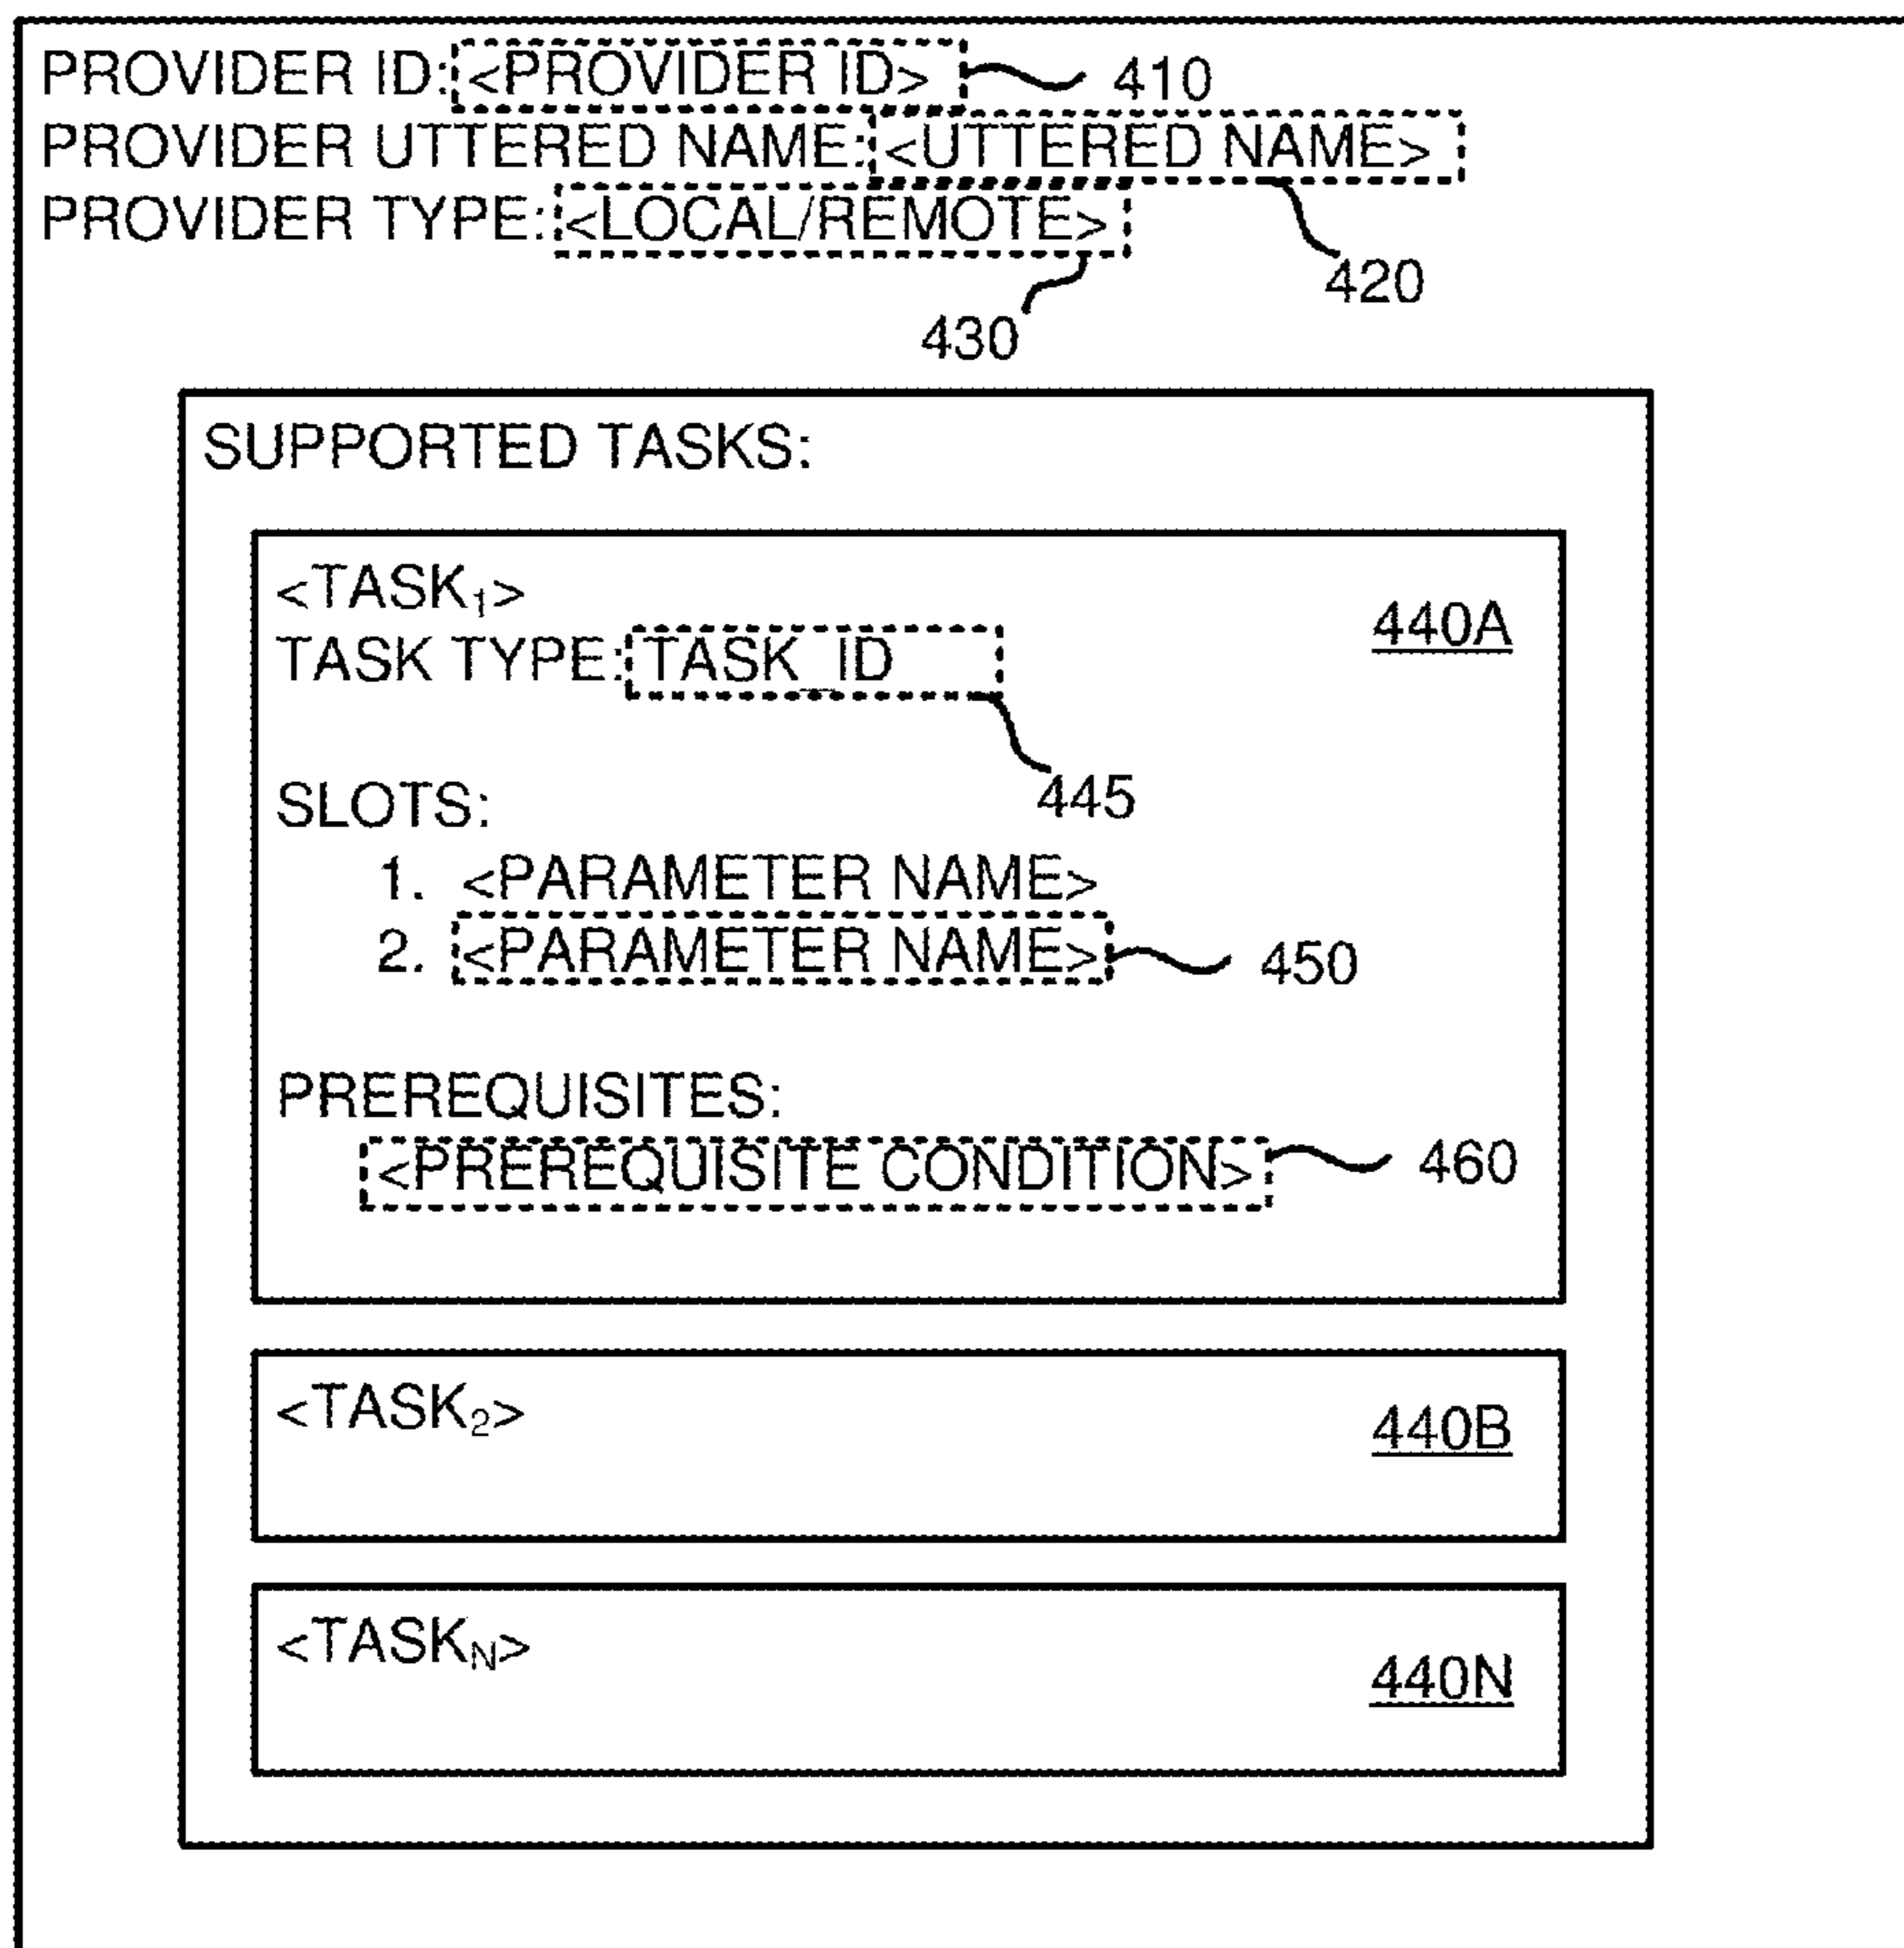 PROVIDER ID: <PROVIDER ID> 410
PROVIDER UTTERED NAME: <UTTERED NAME>
PROVIDER TYPE: <LOCAL/REMOTE>
420
430
SUPPORTED TASKS:
<TASK₁>
440A
TASK TYPE: TASK_ID
445
SLOTS:
1. <PARAMETER NAME>
2. <PARAMETER NAME> 450
PREREQUISITES:
<PREREQUISITE CONDITION> 460
<TASK₂> 440B
<TASK_N>
440N